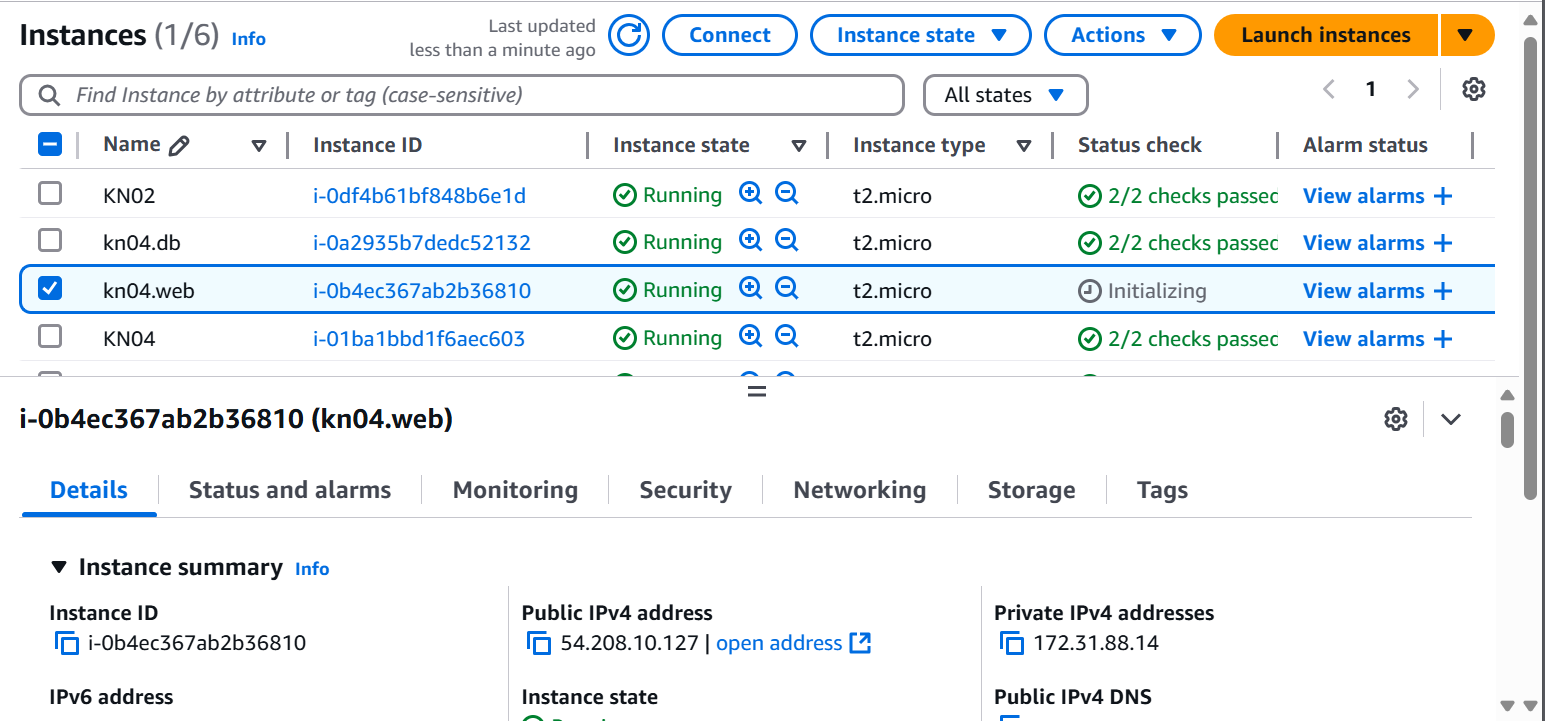 Instances (1/6) Info
Last updated
less than a minute ago
Connect
Instance state
Actions
Launch instances
Find Instance by attribute or tag (case-sensitive)
All states
1
Name Instance ID Instance state Instance type Status check Alarm status
KN02 i-0df4b61bf848b6e1d Running t2.micro 2/2 checks passed View alarms +
kn04.db i-0a2935b7dedc52132 Running t2.micro 2/2 checks passed View alarms +
kn04.web i-0b4ec367ab2b36810 Running t2.micro Initializing View alarms +
KN04 i-01ba1bbd1f6aec603 Running t2.micro 2/2 checks passed View alarms +
i-0b4ec367ab2b36810 (kn04.web)
Details Status and alarms Monitoring Security Networking Storage Tags
Instance summary Info
Instance ID Public IPv4 address Private IPv4 addresses
i-0b4ec367ab2b36810 54.208.10.127 | open address 172.31.88.14
IPv6 address Instance state Public IPv4 DNS